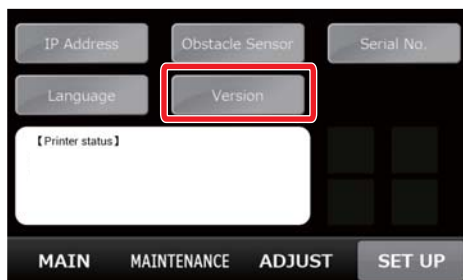 IP Address Obstacle Sensor Serial No.
Language Version
【Printer status】
MAIN MAINTENANCE ADJUST SET UP